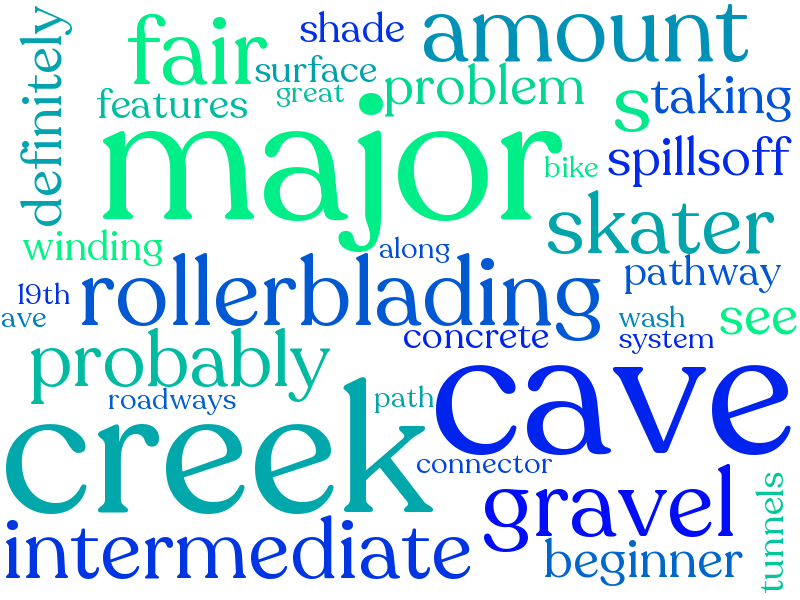 definitely
fair
shade
amount
surface
great
features
problem
s
taking
major
bike
spillsoff
skater
winding
along
pathway
19th
rollerblading
ave
wash
see
concrete
system
probably
roadways
path
cave
creek
connector
gravel
tunnels
intermediate
beginner